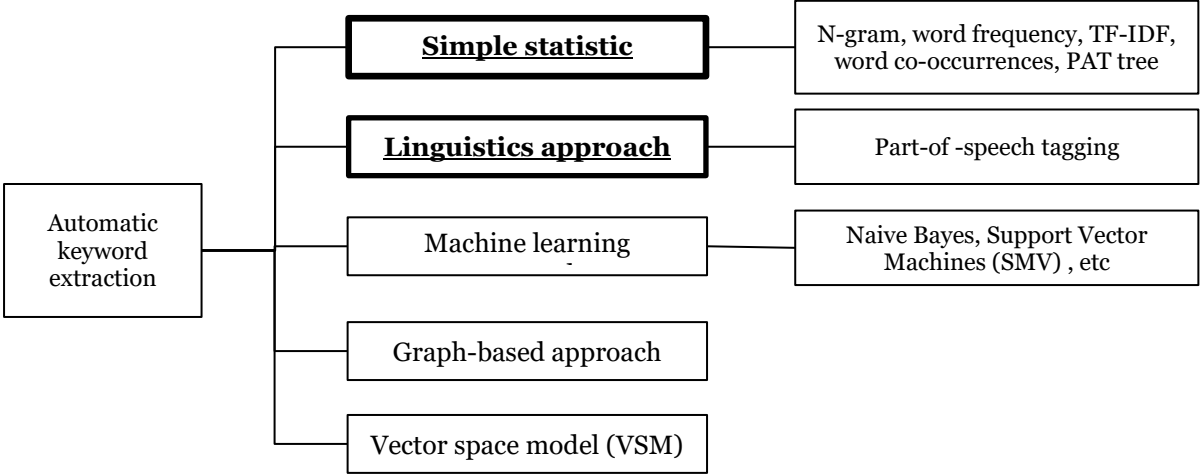 Simple statistic
N-gram, word frequency, TF-IDF,
word co-occurrences, PAT tree
Linguistics approach
Part-of -speech tagging
Automatic
keyword
extraction
Machine learning
Naive Bayes, Support Vector
Machines (SMV) , etc
Graph-based approach
Vector space model (VSM)